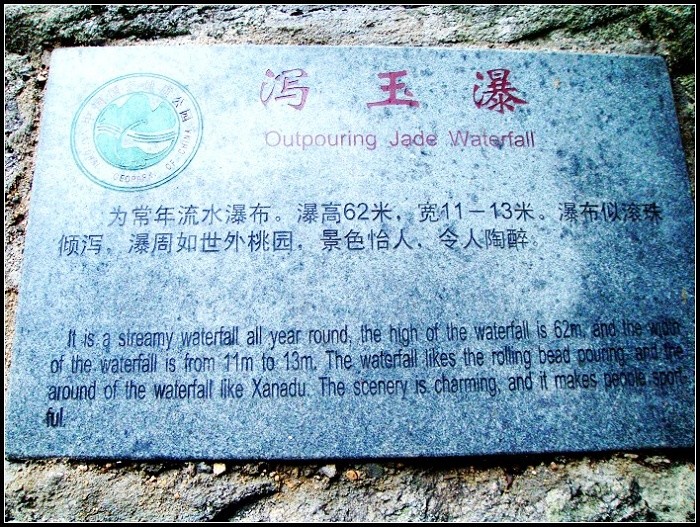 泻玉瀑
Outpouring Jade Waterfall
为常年流水瀑布。瀑高62米，宽11－13米。瀑布似滚珠
倾泻，瀑周如世外桃园，景色怡人，令人陶醉。
It is a streamy waterfall all year round, the high of the waterfall is 62m, and the width
of the waterfall is from 11m to 13m. The waterfall likes the rolling bead pouring, and the
around of the waterfall like Xanadu. The scenery is charming, and it makes people sport-
ful.
公园
GEOPARK OF CHINA